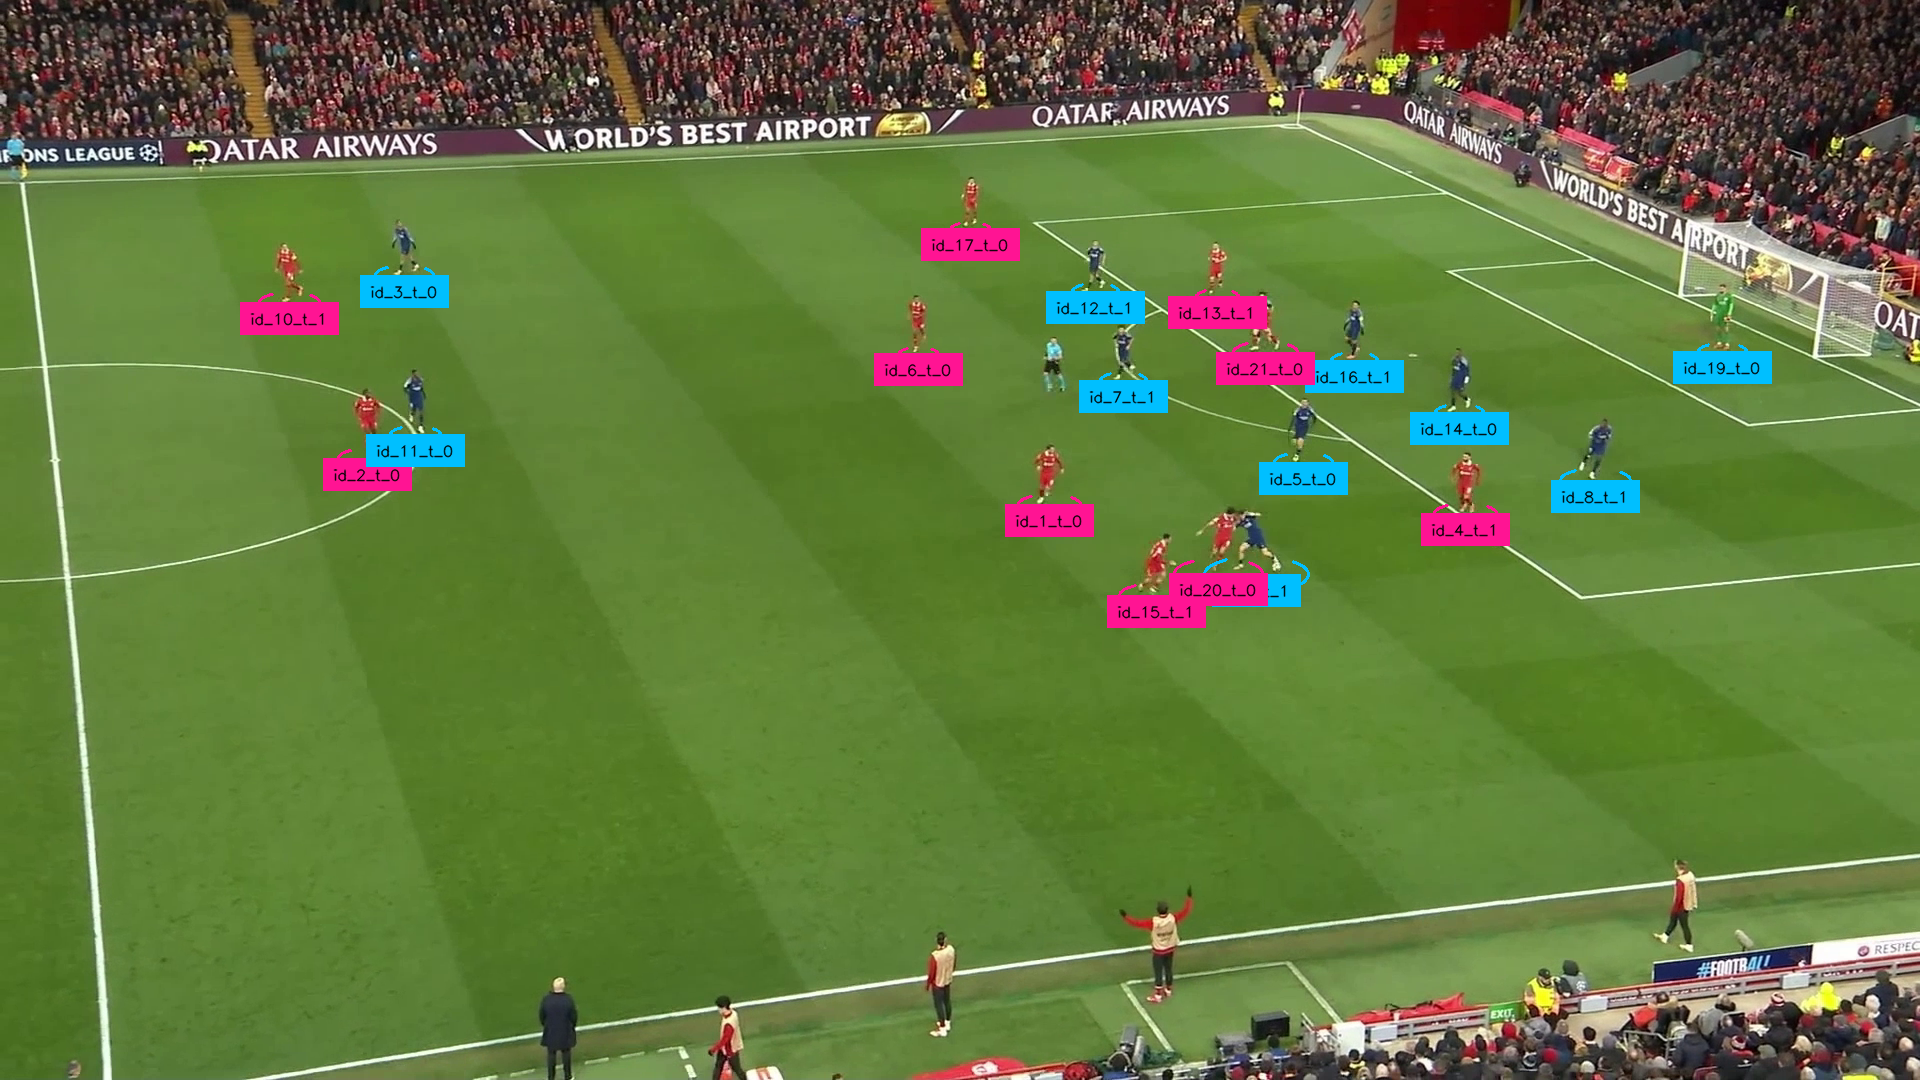 QATAR AIRWAYS
WORLD'S BEST AIRPORT
QATAR AIRWAYS
ONS LEAGUE
QATAR AIRWAYS
WORLD'S BEST AIRPORT
QAT
id_17_t_0
id_3_t_0
id_12_t_1
id_13_t_1
id_10_t_1
id_6_t_0
id_21_t_0
id_16_t_1
id_19_t_0
id_7_t_1
id_14_t_0
id_11_t_0
id_2_t_0
id_5_t_0
id_8_t_1
id_1_t_0
id_4_t_1
id_20_t_0
_1
id_15_t_1
RESPEC
#FOOTBALL
EXIT